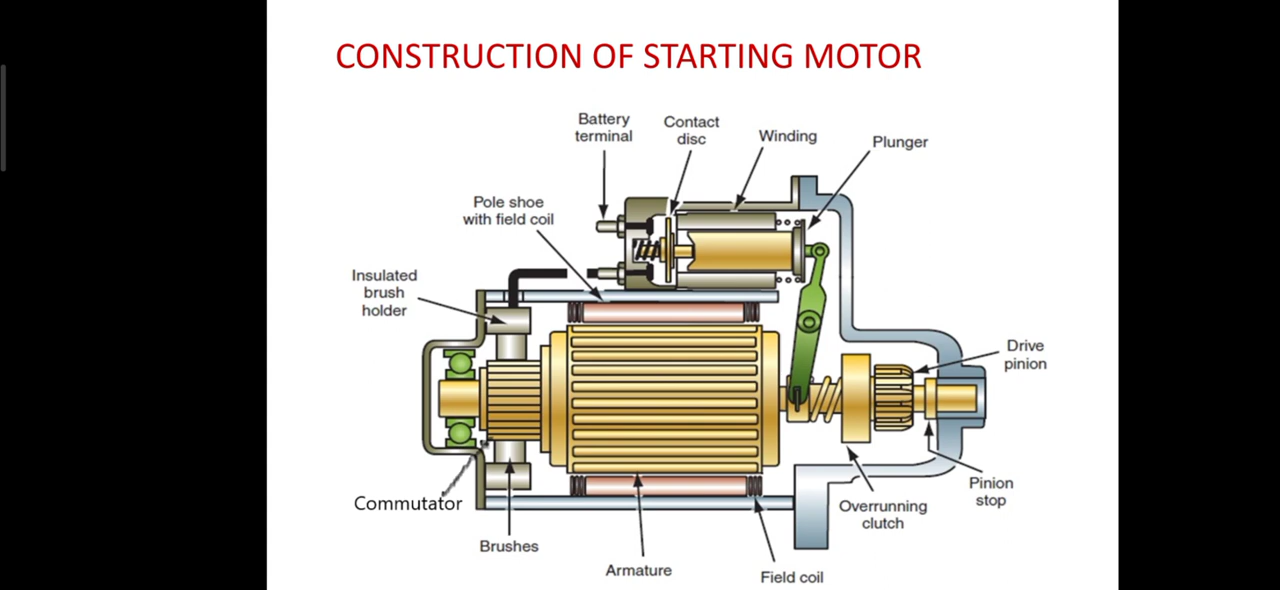 CONSTRUCTION OF STARTING MOTOR
Battery
terminal
Contact
disc
Winding
Plunger
Pole shoe
with field coil
Insulated
brush
holder
Drive
pinion
Commutator
Pinion
stop
Overrunning
clutch
Brushes
Armature
Field coil